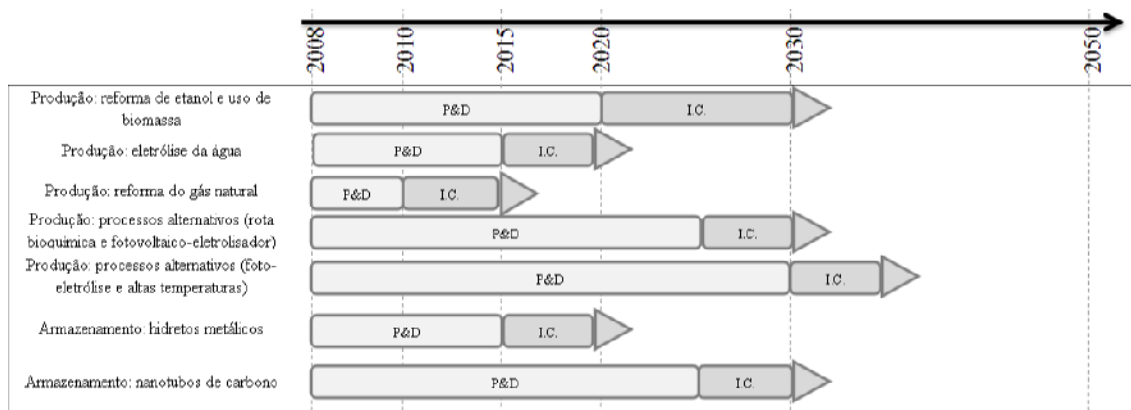 2008
2010
2015
2020
2030
2050
Produção: reforma de etanol e uso de
biomassa
P&D
I.C.
Produção: eletrólise da água
P&D
I.C.
Produção: reforma do gás natural
P&D
I.C.
Produção: processos alternativos (rota
bioquímica e fotovoltaico-eletrolisador)
P&D
I.C.
Produção: processos alternativos (foto-
eletrólise e altas temperaturas)
P&D
I.C.
Armazenamento: hidretos metálicos
P&D
I.C.
Armazenamento: nanotubos de carbono
P&D
I.C.